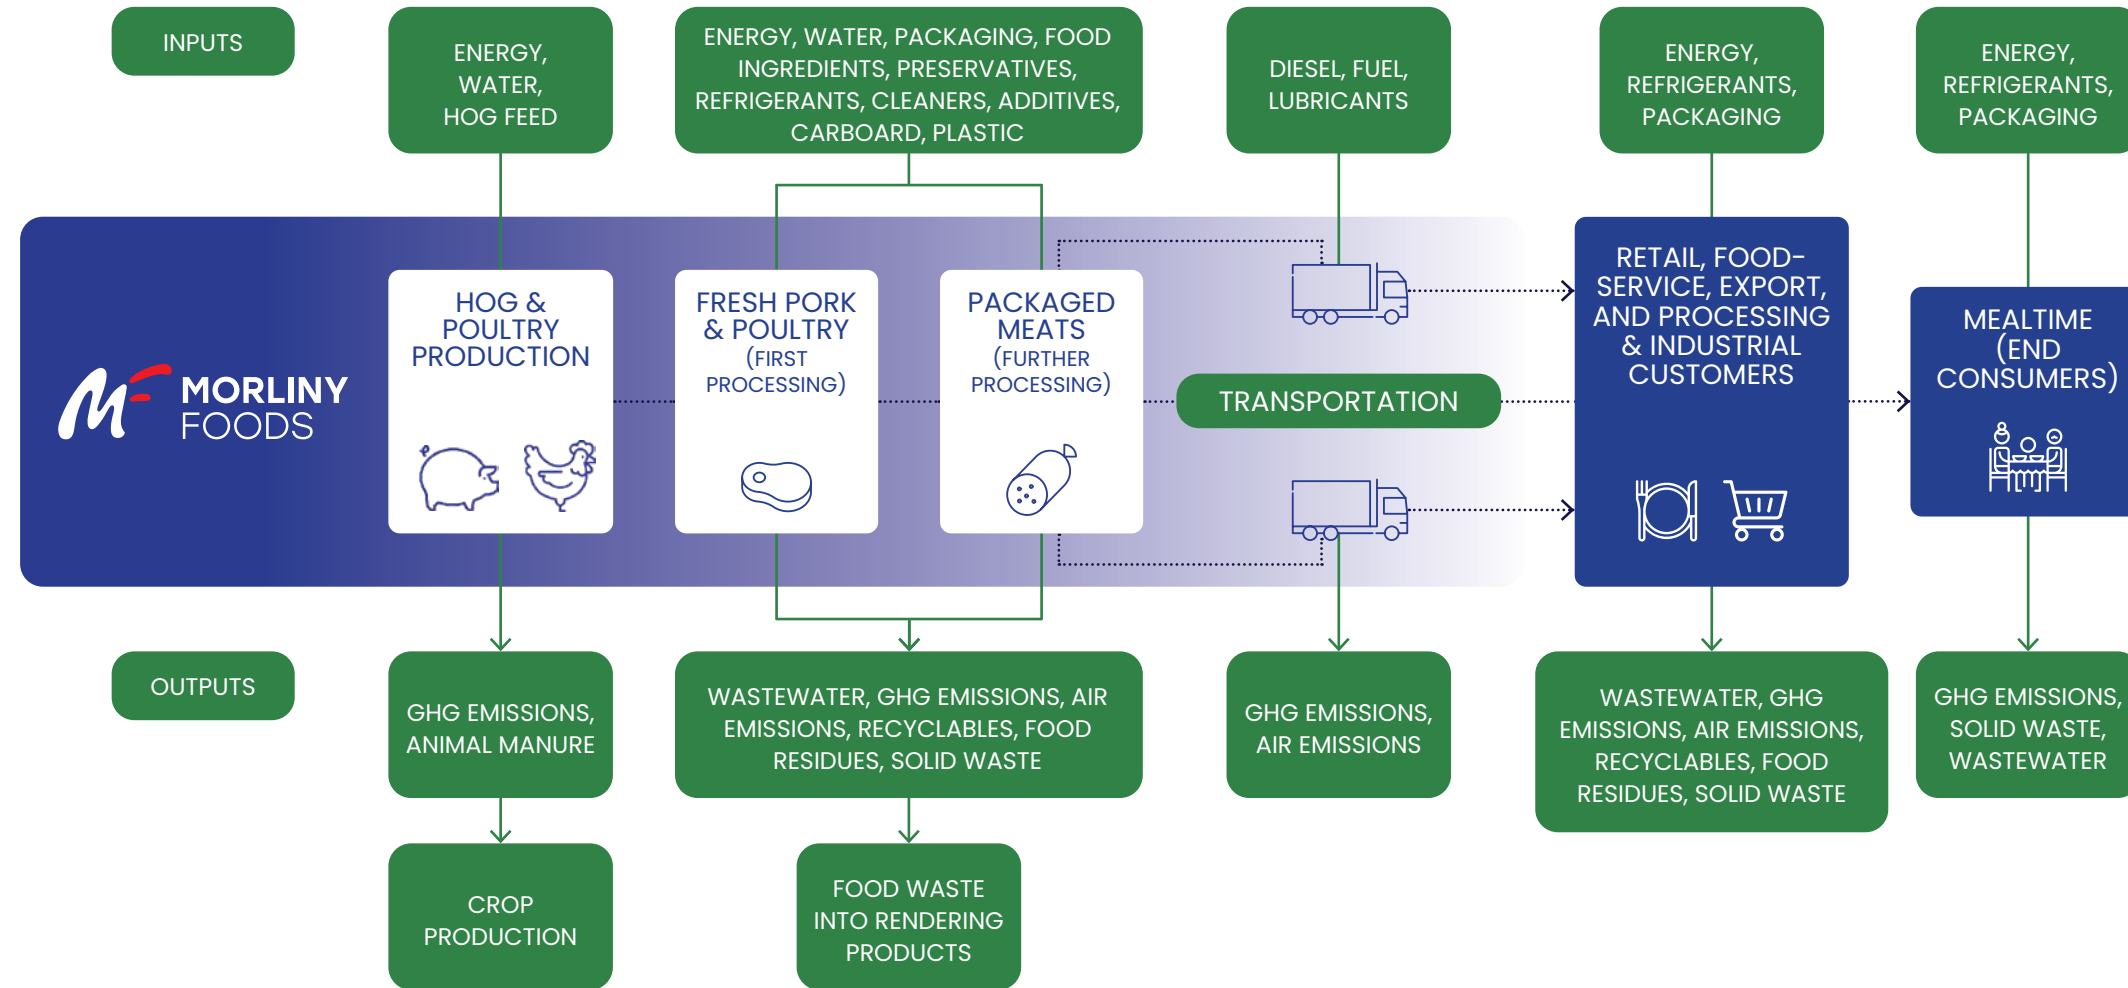 INPUTS
ENERGY,
WATER,
HOG FEED
ENERGY, WATER, PACKAGING, FOOD
INGREDIENTS, PRESERVATIVES,
REFRIGERANTS, CLEANERS, ADDITIVES,
CARBOARD, PLASTIC
DIESEL, FUEL,
LUBRICANTS
ENERGY,
REFRIGERANTS,
PACKAGING
ENERGY,
REFRIGERANTS,
PACKAGING
MORLINY
FOODS
HOG &
POULTRY
PRODUCTION
FRESH PORK
& POULTRY
(FIRST
PROCESSING)
PACKAGED
MEATS
(FURTHER
PROCESSING)
TRANSPORTATION
RETAIL, FOOD-
SERVICE, EXPORT,
AND PROCESSING
& INDUSTRIAL
CUSTOMERS
MEALTIME
(END
CONSUMERS)
OUTPUTS
GHG EMISSIONS,
ANIMAL MANURE
WASTEWATER, GHG EMISSIONS, AIR
EMISSIONS, RECYCLABLES, FOOD
RESIDUES, SOLID WASTE
GHG EMISSIONS,
AIR EMISSIONS
WASTEWATER, GHG
EMISSIONS, AIR EMISSIONS,
RECYCLABLES, FOOD
RESIDUES, SOLID WASTE
GHG EMISSIONS,
SOLID WASTE,
WASTEWATER
CROP
PRODUCTION
FOOD WASTE
INTO RENDERING
PRODUCTS